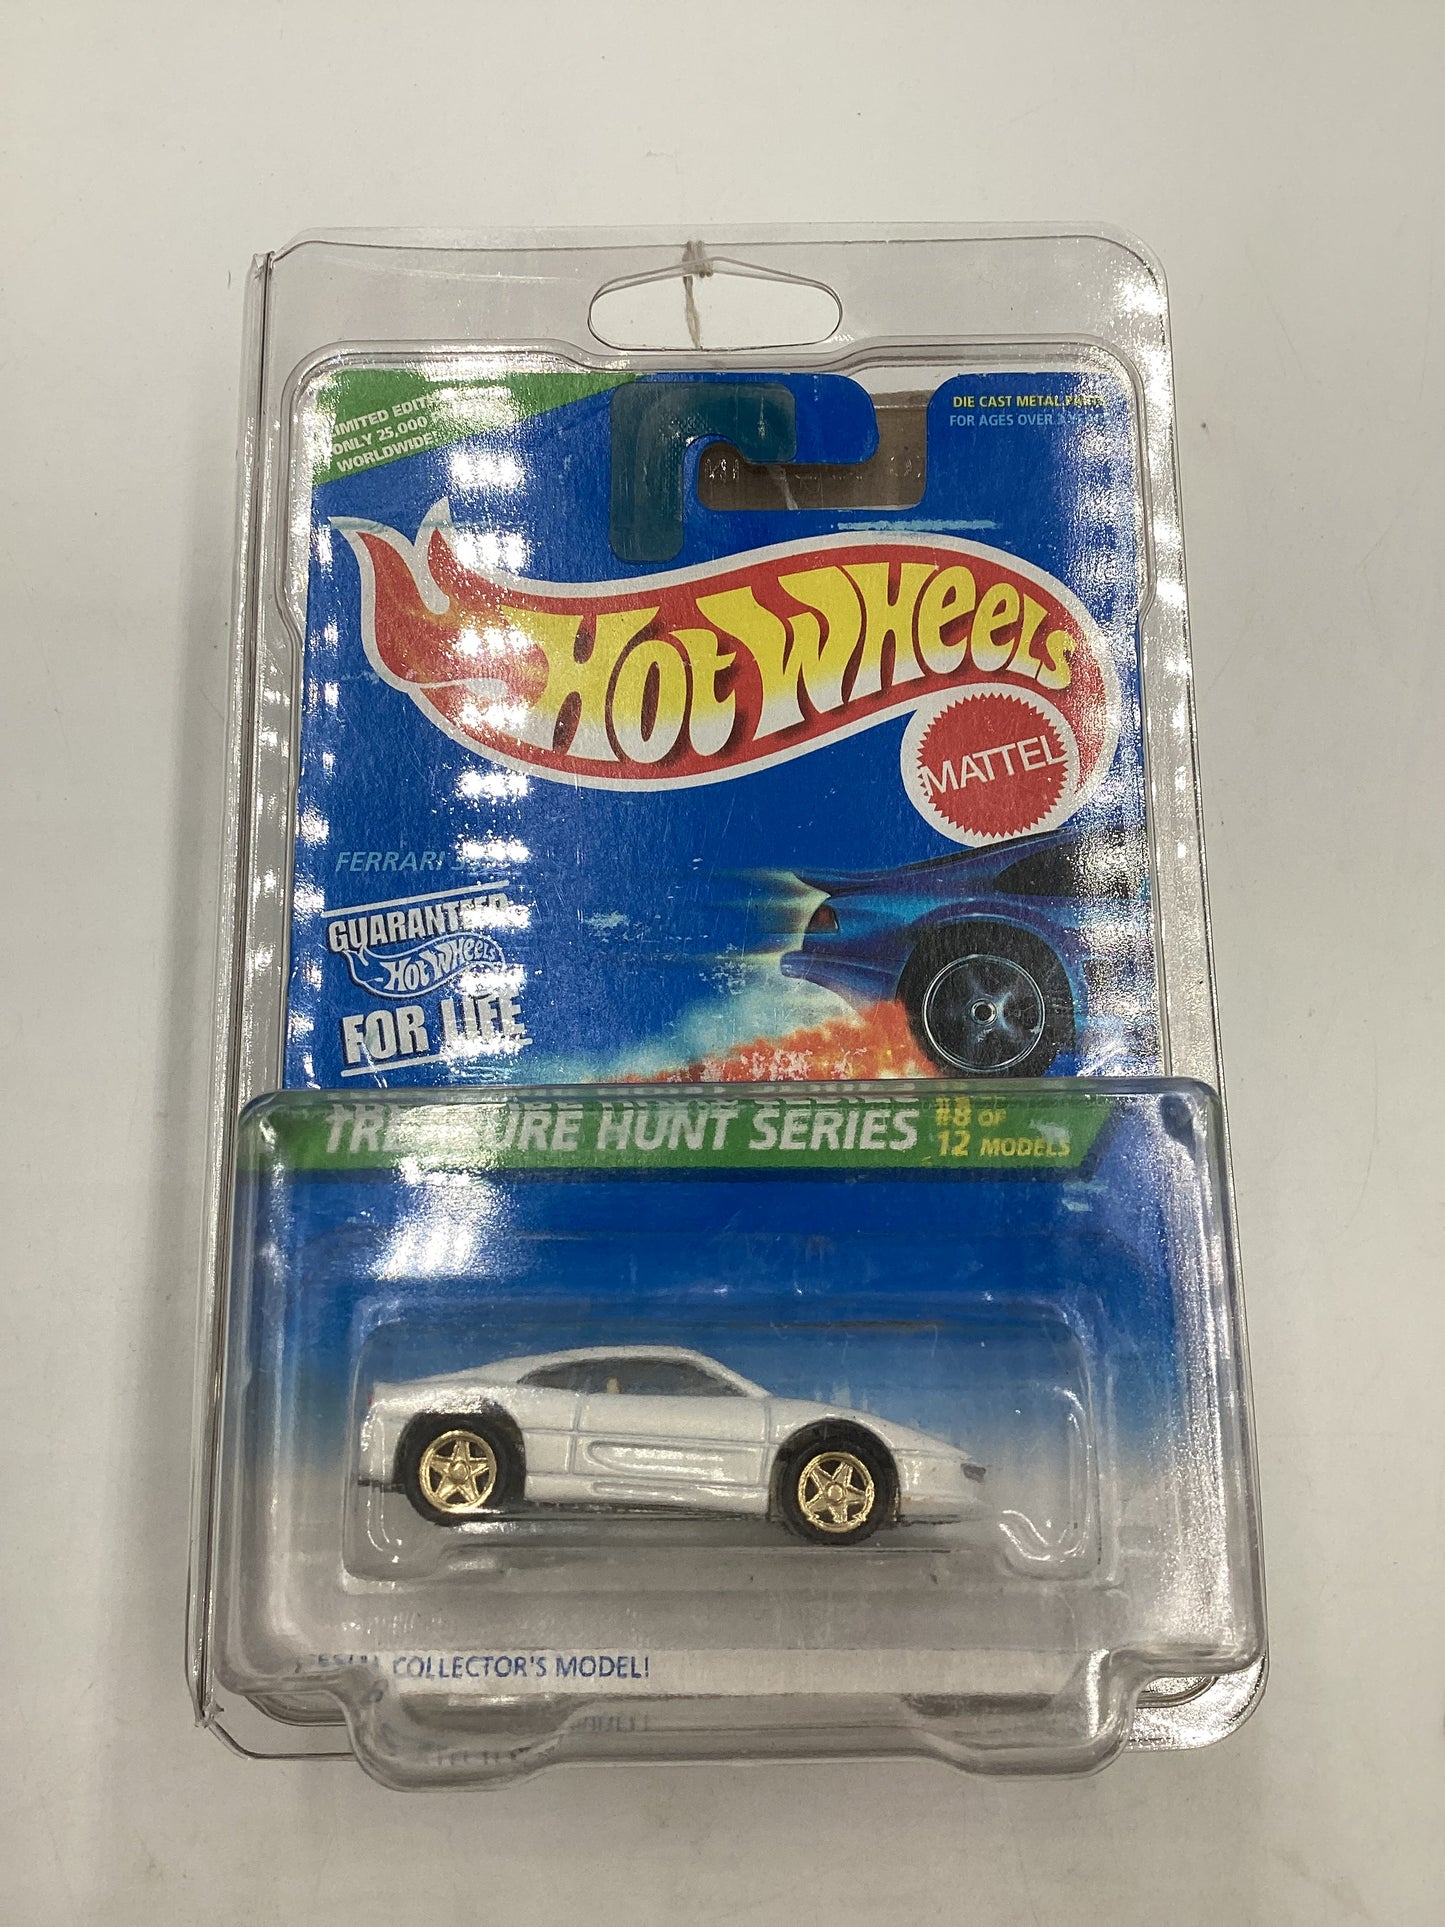 LIMITED EDITION
ONLY 25,000
WORLDWIDE!
DIE CAST METAL PARTS
FOR AGES OVER
HOT WHEELS
MATTEL
FERRARI
GUARANTEED
HOT WHEELS
FOR LIFE
TREASURE HUNT SERIES
#8 OF
12 MODELS
COLLECTOR'S MODEL!